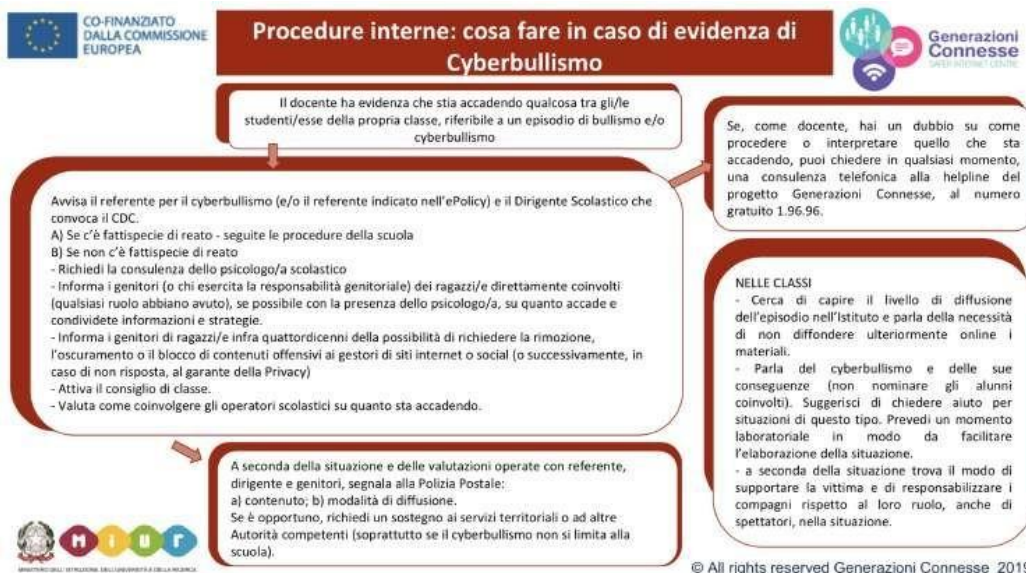 CO-FINANZIATO
DALLA COMMISSIONE
EUROPEA
Procedure interne: cosa fare in caso di evidenza di
Cyberbullismo
Generazioni
Connesse
SAFER INTERNET CENTRE
Il docente ha evidenza che stia accadendo qualcosa tra gli/le
studenti/esse della propria classe, riferibile a un episodio di bullismo e/o
cyberbullismo
Se, come docente, hai un dubbio su come
procedere o interpretare quello che sta
accadendo, puoi chiedere in qualsiasi momento,
una consulenza telefonica alla helpline del
progetto Generazioni Connesse, al numero
gratuito 1.96.96.
Avvisa il referente per il cyberbullismo (e/o il referente indicato nell'ePolicy) e il Dirigente Scolastico che
convoca il CDC.
A) Se c'è fattispecie di reato - seguite le procedure della scuola
B) Se non c'è fattispecie di reato
- Richiedi la consulenza dello psicologo/a scolastico
- Informa i genitori (o chi esercita la responsabilità genitoriale) dei ragazzi/e direttamente coinvolti
(qualsiasi ruolo abbiano avuto), se possibile con la presenza dello psicologo/a, su quanto accade e
condividete informazioni e strategie.
- Informa i genitori di ragazzi/e infra quattordicenni della possibilità di richiedere la rimozione,
l'oscuramento o il blocco di contenuti offensivi ai gestori di siti internet o social (o successivamente, in
caso di non risposta, al garante della Privacy)
- Attiva il consiglio di classe.
- Valuta come coinvolgere gli operatori scolastici su quanto sta accadendo.
NELLE CLASSI
- Cerca di capire il livello di diffusione
dell'episodio nell'Istituto e parla della necessità
di non diffondere ulteriormente online i
materiali.
- Parla del cyberbullismo e delle sue
conseguenze (non nominare gli alunni
coinvolti). Suggerisci di chiedere aiuto per
situazioni di questo tipo. Prevedi un momento
laboratoriale in modo da facilitare
l'elaborazione della situazione.
- a seconda della situazione trova il modo di
supportare la vittima e di responsabilizzare i
compagni rispetto al loro ruolo, anche di
spettatori, nella situazione.
A seconda della situazione e delle valutazioni operate con referente,
dirigente e genitori, segnala alla Polizia Postale:
a) contenuto; b) modalità di diffusione.
Se è opportuno, richiedi un sostegno ai servizi territoriali o ad altre
Autorità competenti (soprattutto se il cyberbullismo non si limita alla
scuola).
miur
MINISTERO DELL'ISTRUZIONE, DELL'UNIVERSITÀ E DELLA RICERCA
© All rights reserved Generazioni Connesse 2019